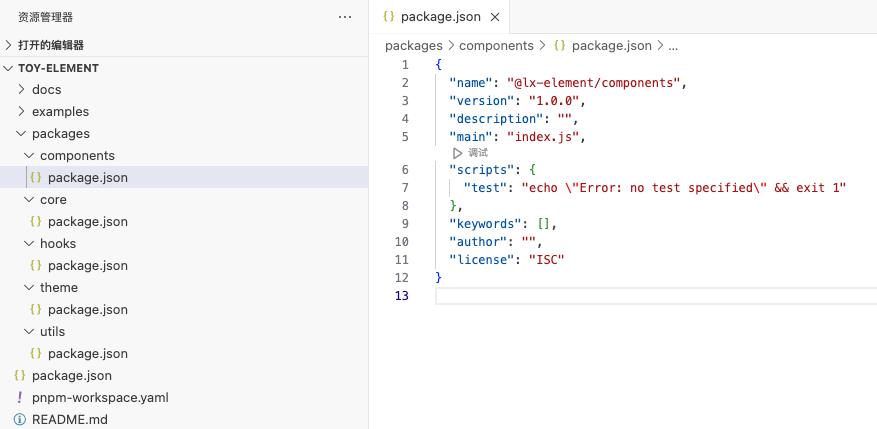 资源管理器
打开的编辑器
TOY-ELEMENT
docs
examples
packages
components
{} package.json
core
{} package.json
hooks
{} package.json
theme
{} package.json
utils
{} package.json
{} package.json
! pnpm-workspace.yaml
README.md
{} package.json
packages > components > {} package.json > ...
1 {
2 "name": "@lx-element/components",
3 "version": "1.0.0",
4 "description": "",
5 "main": "index.js",
调试
6 "scripts": {
7 "test": "echo \"Error: no test specified\" && exit 1"
8 },
9 "keywords": [],
10 "author": "",
11 "license": "ISC"
12 }
13